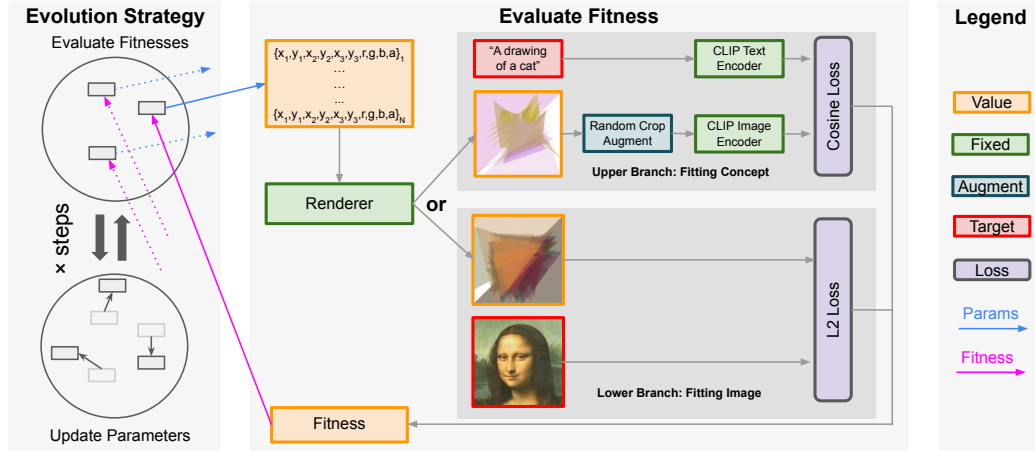 Evolution Strategy
Evaluate Fitnesses
× steps
Update Parameters
Evaluate Fitness
{x1,y1,x2,y2,x3,y3,r,g,b,a}1
...
...
...
{x1,y1,x2,y2,x3,y3,r,g,b,a}N
Renderer
or
Fitness
“A drawing
of a cat”
CLIP Text
Encoder
Random Crop
Augment
CLIP Image
Encoder
Cosine Loss
Upper Branch: Fitting Concept
L2 Loss
Lower Branch: Fitting Image
Legend
Value
Fixed
Augment
Target
Loss
Params
Fitness